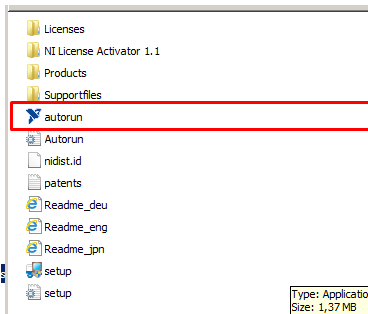 Licenses
NI License Activator 1.1
Products
Supportfiles
autorun
Autorun
nidist.id
patents
Readme_deu
Readme_eng
Readme_jpn
setup
setup
Type: Applicatio
Size: 1,37 MB